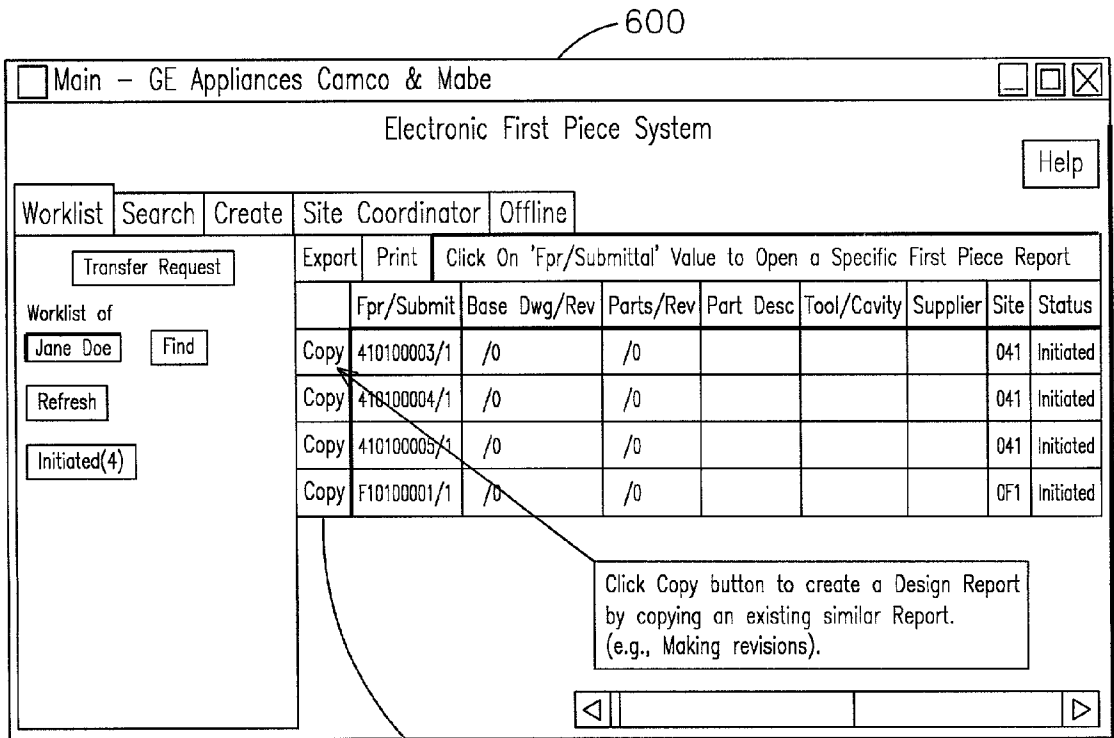 600
Main – GE Appliances Camco & Mabe
Electronic First Piece System
Help
Worklist Search Create Site Coordinator Offline
Transfer Request
Worklist of
Jane Doe Find
Refresh
Initiated(4)
Export Print Click On 'Fpr/Submittal' Value to Open a Specific First Piece Report
Fpr/Submit Base Dwg/Rev Parts/Rev Part Desc Tool/Cavity Supplier Site Status
Copy 410100003/1 /0 /0 041 Initiated
Copy 410100004/1 /0 /0 041 Initiated
Copy 410100005/1 /0 /0 041 Initiated
Copy F10100001/1 /0 /0 0F1 Initiated
Click Copy button to create a Design Report
by copying an existing similar Report.
(e.g., Making revisions).